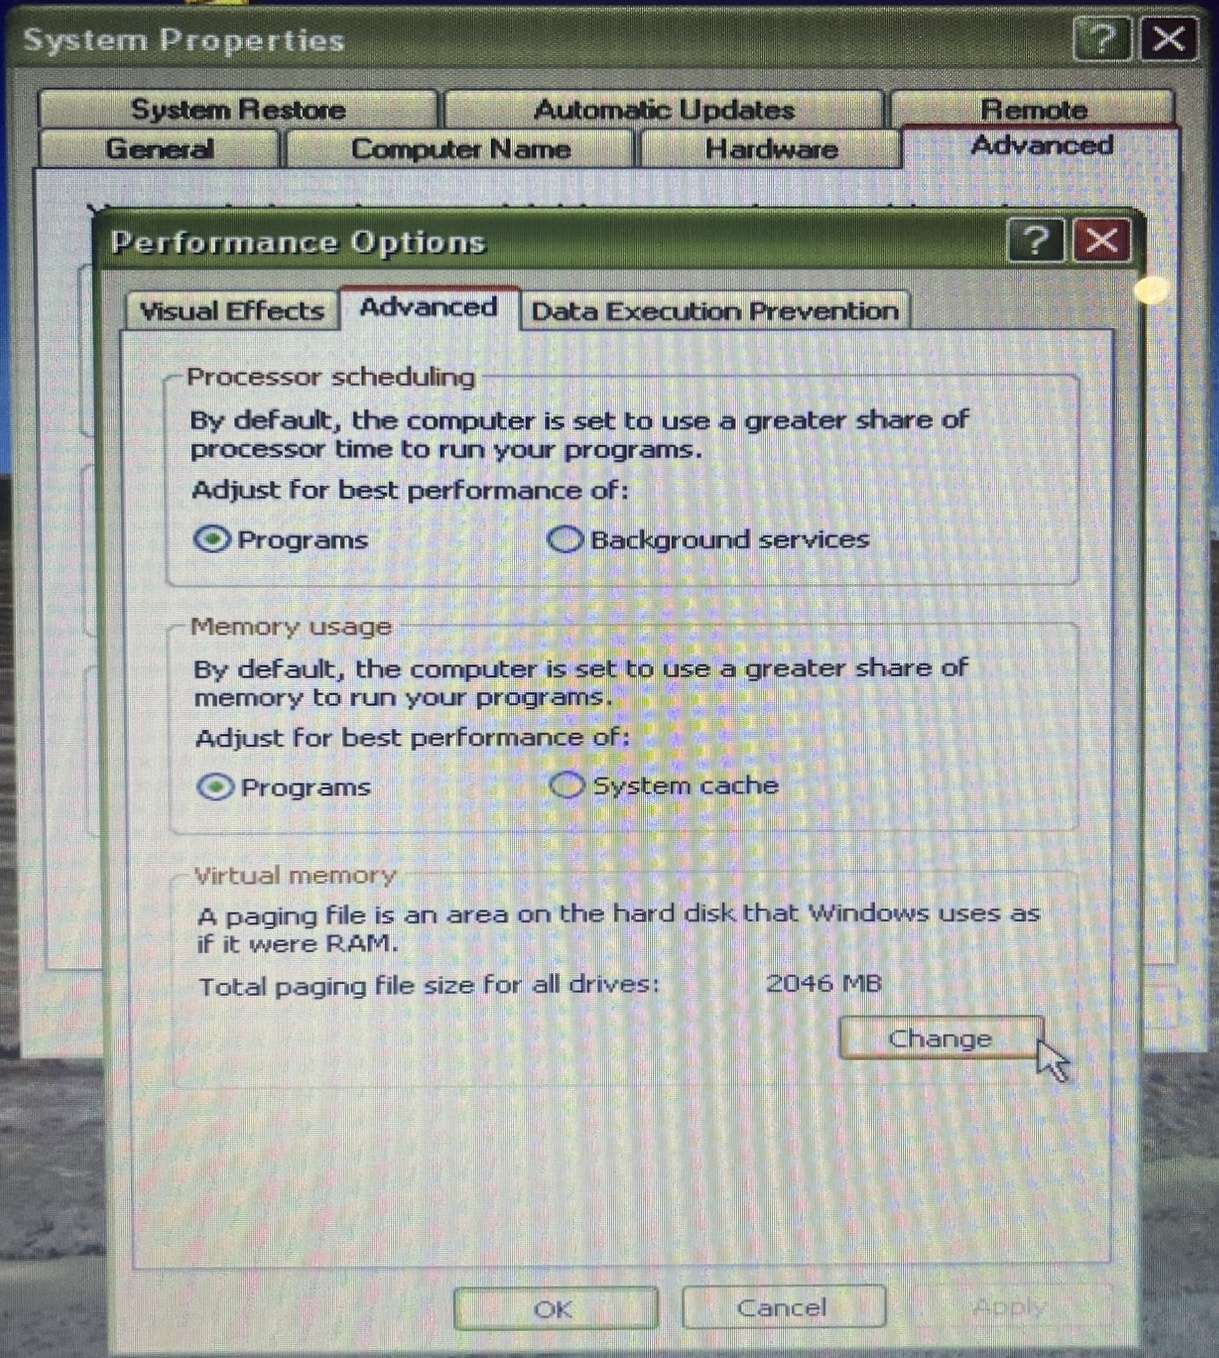 System Properties
System Restore
Automatic Updates
Remote
General
Computer Name
Hardware
Advanced
Performance Options
Visual Effects
Advanced
Data Execution Prevention
Processor scheduling
By default, the computer is set to use a greater share of
processor time to run your programs.
Adjust for best performance of:
Programs
Background services
Memory usage
By default, the computer is set to use a greater share of
memory to run your programs.
Adjust for best performance of:
Programs
System cache
Virtual memory
A paging file is an area on the hard disk that Windows uses as
if it were RAM.
Total paging file size for all drives: 2046 MB
Change
OK
Cancel
Apply